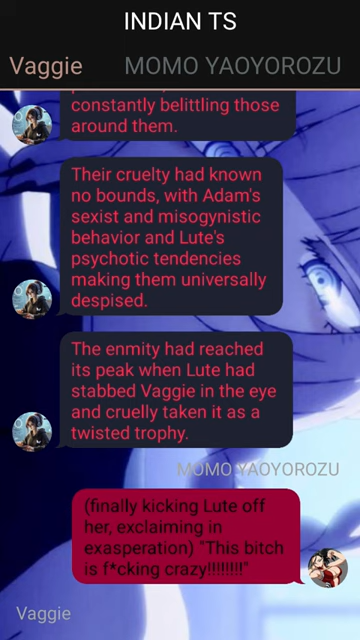 INDIAN TS
Vaggie MOMO YAOYOROZU
constantly belittling those
around them.
Their cruelty had known
no bounds, with Adam's
sexist and misogynistic
behavior and Lute's
psychotic tendencies
making them universally
despised.
The enmity had reached
its peak when Lute had
stabbed Vaggie in the eye
and cruelly taken it as a
twisted trophy.
MOMO YAOYOROZU
(finally kicking Lute off
her, exclaiming in
exasperation) "This bitch
is f*cking crazy!!!!!!!!"
Vaggie